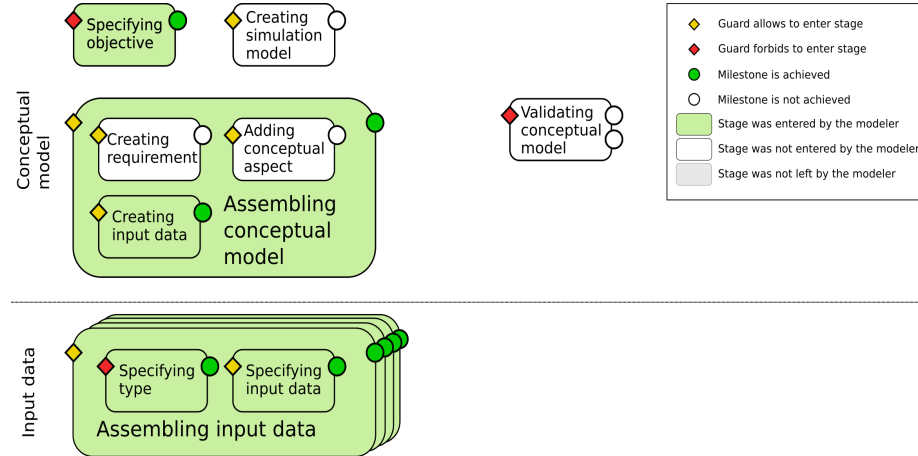 Specifying
objective
Creating
simulation
model
Guard allows to enter stage
Guard forbids to enter stage
Milestone is achieved
Milestone is not achieved
Stage was entered by the modeler
Stage was not entered by the modeler
Stage was not left by the modeler
Conceptual
model
Creating
requirement
Adding
conceptual
aspect
Creating
input data
Assembling
conceptual
model
Validating
conceptual
model
Input data
Specifying
type
Specifying
input data
Assembling input data